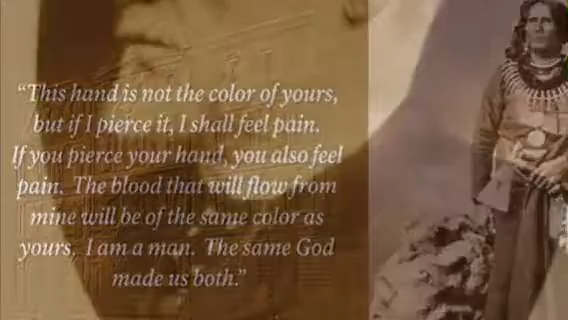 “This hand is not the color of yours,
but if I pierce it, I shall feel pain.
If you pierce your hand, you also feel
pain. The blood that will flow from
mine will be of the same color as
yours. I am a man. The same God
made us both.”